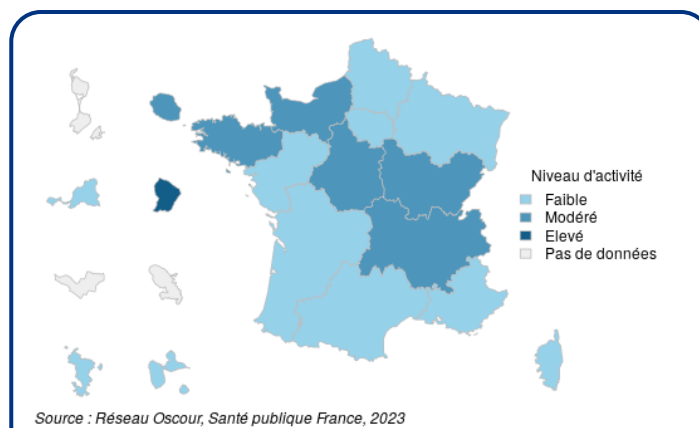 Niveau d'activité
Faible
Modéré
Elevé
Pas de données
Source : Réseau Oscour, Santé publique France, 2023